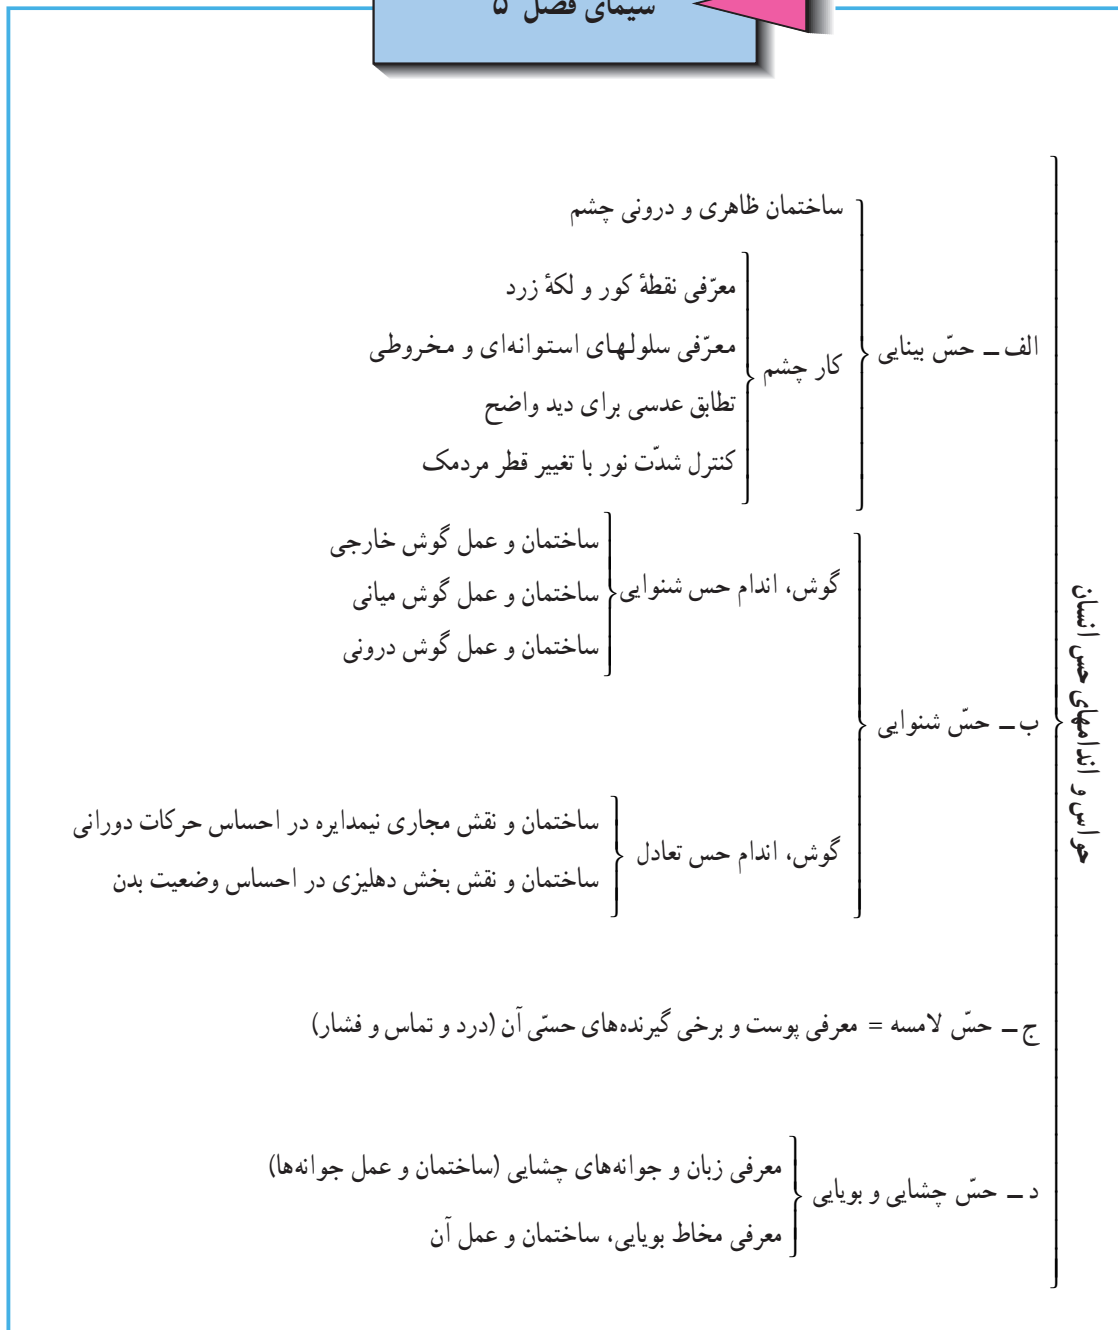 سیمای فصل ۵
حواس و اندامهای حس انسان
الف ــ حسّ بینایی
ساختمان ظاهری و درونی چشم
کار چشم
معرّفی نقطهٔ کور و لکهٔ زرد
معرّفی سلولهای استوانه‌ای و مخروطی
تطابق عدسی برای دید واضح
کنترل شدّت نور با تغییر قطر مردمک
ب ــ حسّ شنوایی
گوش، اندام حس شنوایی
ساختمان و عمل گوش خارجی
ساختمان و عمل گوش میانی
ساختمان و عمل گوش درونی
گوش، اندام حس تعادل
ساختمان و نقش مجاری نیمدایره در احساس حرکات دورانی
ساختمان و نقش بخش دهلیزی در احساس وضعیت بدن
ج ــ حسّ لامسه = معرفی پوست و برخی گیرنده‌های حسّی آن (درد و تماس و فشار)
د ــ حسّ چشایی و بویایی
معرفی زبان و جوانه‌های چشایی (ساختمان و عمل جوانه‌ها)
معرفی مخاط بویایی، ساختمان و عمل آن